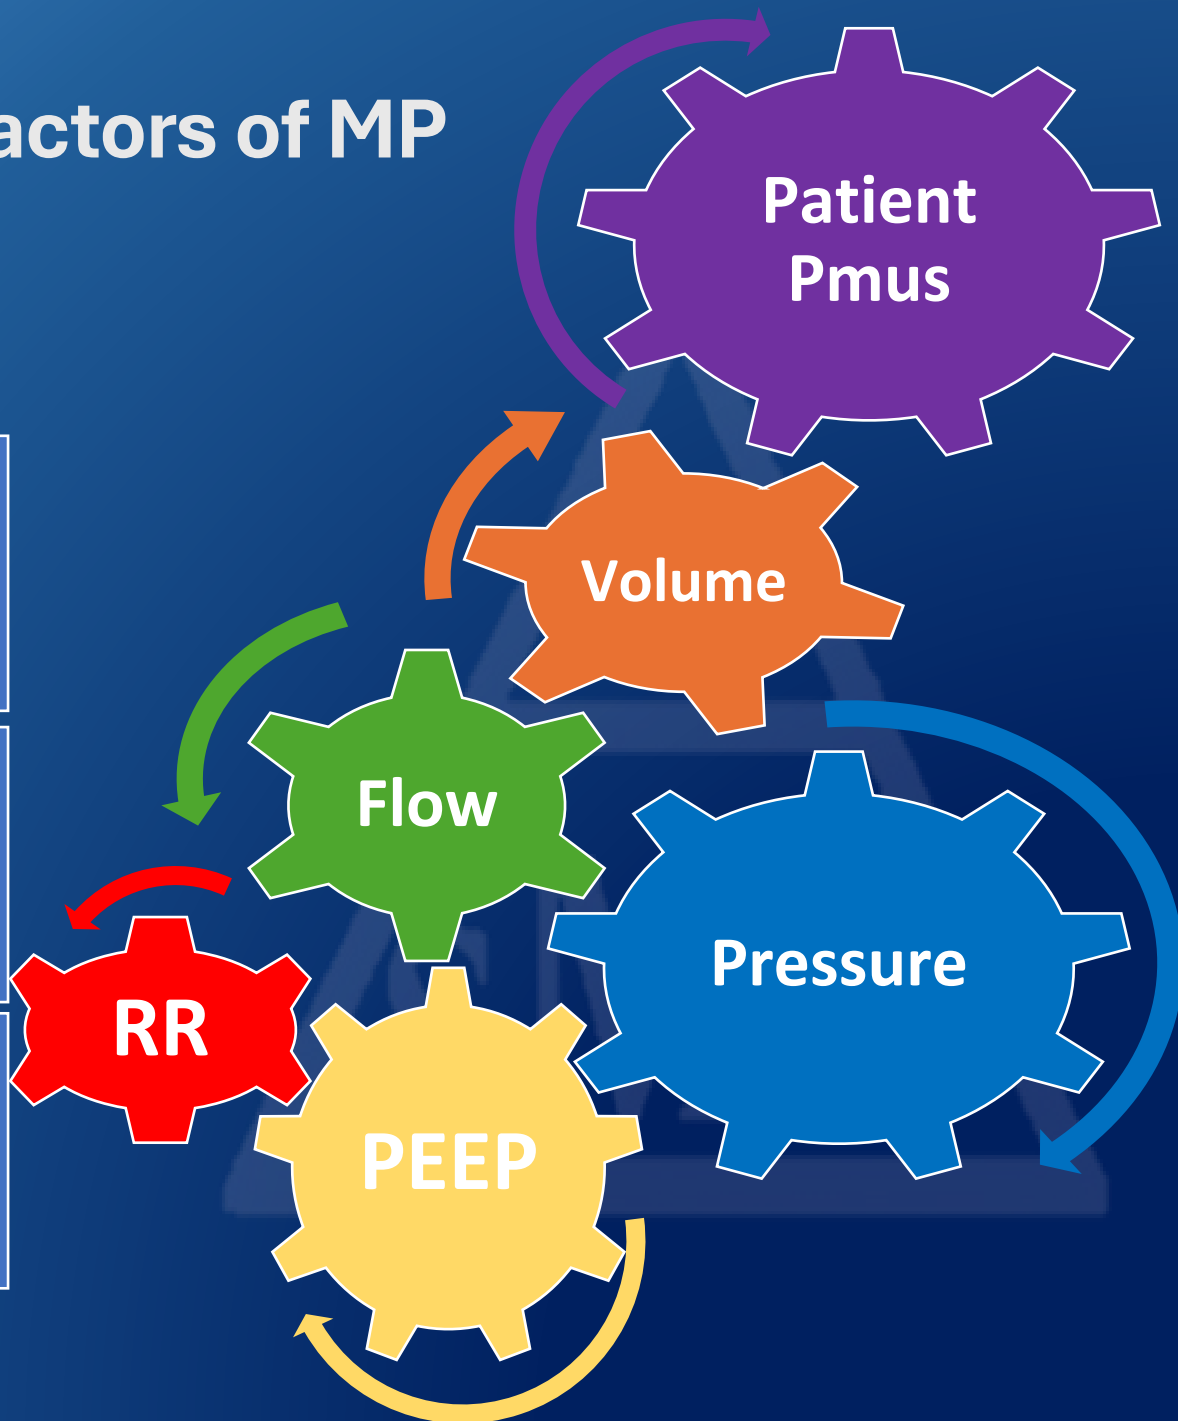 actors of MP
Patient
Pmus
Volume
Flow
Pressure
RR
PEEP